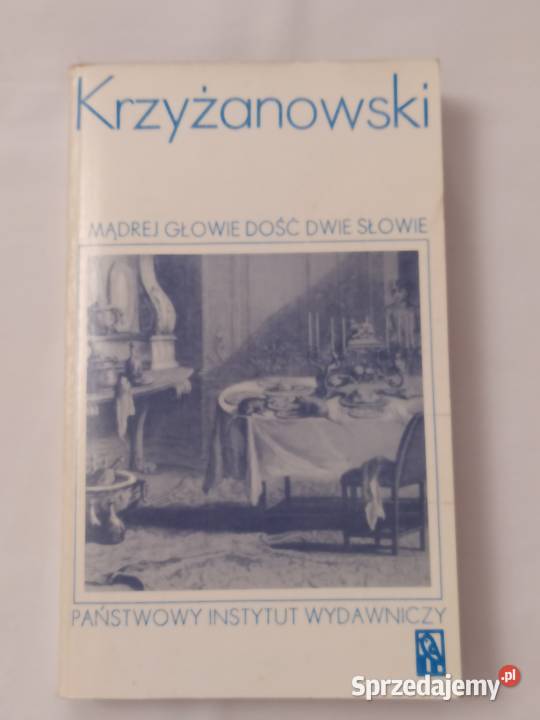 Krzyżanowski
MĄDREJ GŁOWIE DOŚĆ DWIE SŁOWIE
PAŃSTWOWY INSTYTUT WYDAWNICZY
Sprzedajemy.pl